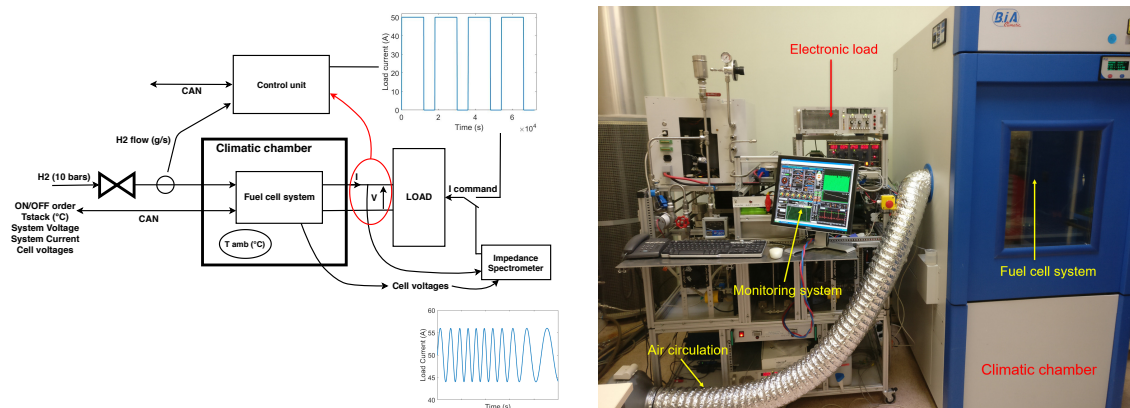 50
40
30
20
10
0
Load current (A)
0
2
4
6
Time (s)
×10⁴
Control unit
CAN
H2 flow (g/s)
Climatic chamber
H2 (10 bars)
Fuel cell system
I
V
LOAD
I command
ON/OFF order
Tstack (°C)
System Voltage
System Current
Cell voltages
CAN
T amb (°C)
Impedance
Spectrometer
Cell voltages
60
55
50
45
40
Load Current (A)
Time (s)
BiA
Climatic
Electronic load
Fuel cell system
Monitoring system
Air circulation
Climatic chamber